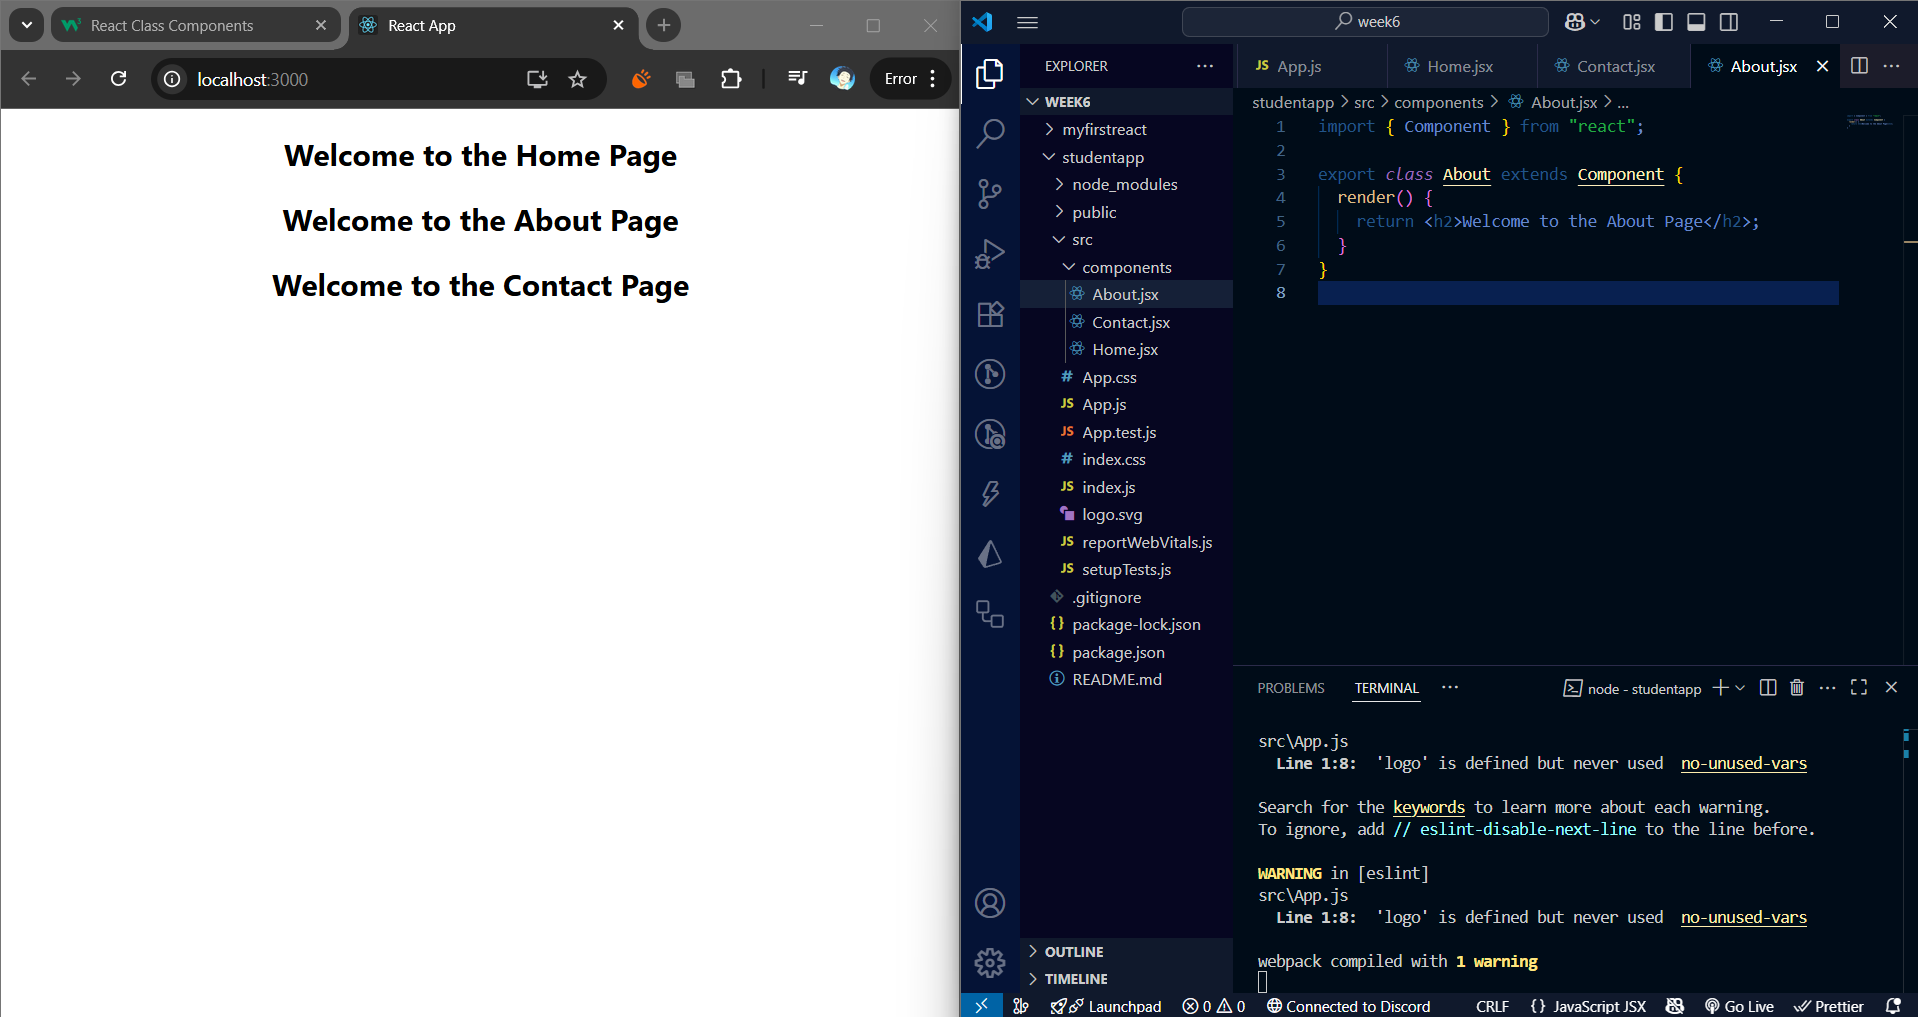 React Class Components
React App
localhost:3000
Error
Welcome to the Home Page
Welcome to the About Page
Welcome to the Contact Page
week6
EXPLORER
WEEK6
myfirstreact
studentapp
node_modules
public
src
components
About.jsx
Contact.jsx
Home.jsx
App.css
App.js
App.test.js
index.css
index.js
logo.svg
reportWebVitals.js
setupTests.js
.gitignore
package-lock.json
package.json
README.md
OUTLINE
TIMELINE
JS App.js
Home.jsx
Contact.jsx
About.jsx
studentapp > src > components > About.jsx > ...
1 import { Component } from "react";
2
3 export class About extends Component {
4 render() {
5 return <h2>Welcome to the About Page</h2>;
6 }
7 }
8
PROBLEMS TERMINAL ···
node - studentapp
src\App.js
Line 1:8: 'logo' is defined but never used no-unused-vars
Search for the keywords to learn more about each warning.
To ignore, add // eslint-disable-next-line to the line before.
WARNING in [eslint]
src\App.js
Line 1:8: 'logo' is defined but never used no-unused-vars
webpack compiled with 1 warning
Launchpad 0 0 Connected to Discord CRLF {} JavaScript JSX Go Live Prettier